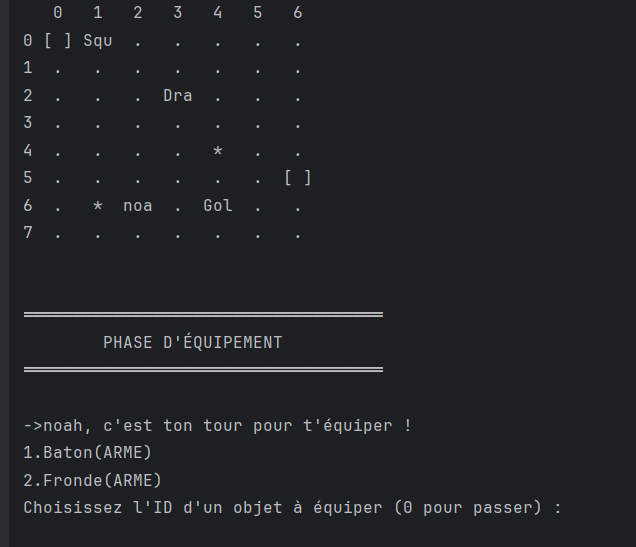 0 1 2 3 4 5 6
0 [ ] Squ . . . . .
1 . . . . . . .
2 . . . Dra . . .
3 . . . . . . .
4 . . . . * . .
5 . . . . . . [ ]
6 . * noa . Gol . .
7 . . . . . . .
PHASE D'ÉQUIPEMENT
->noah, c'est ton tour pour t'équiper !
1.Baton(ARME)
2.Fronde(ARME)
Choisissez l'ID d'un objet à équiper (0 pour passer) :